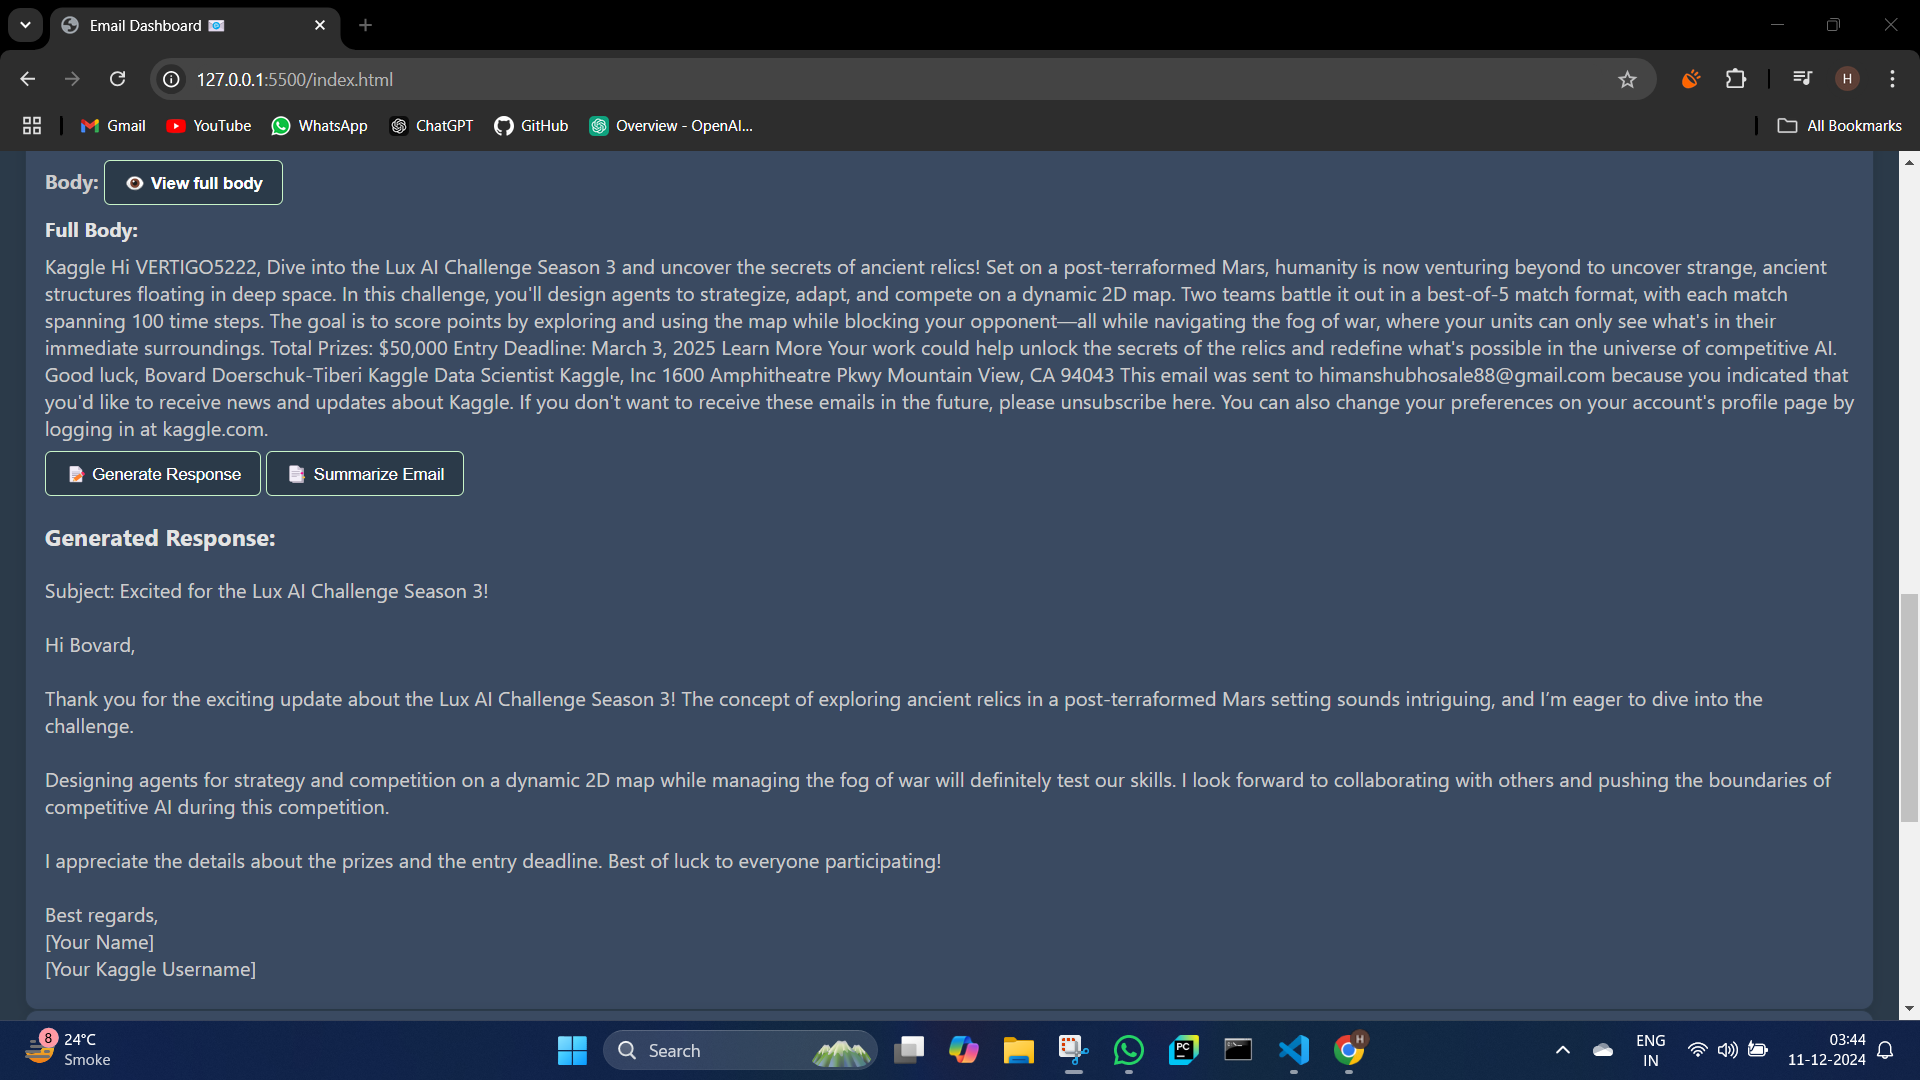 Email Dashboard
127.0.0.1:5500/index.html
H
Gmail
YouTube
WhatsApp
ChatGPT
GitHub
Overview - OpenAI...
All Bookmarks
Body:
View full body
Full Body:
Kaggle Hi VERTIGO5222, Dive into the Lux AI Challenge Season 3 and uncover the secrets of ancient relics! Set on a post-terraformed Mars, humanity is now venturing beyond to uncover strange, ancient
structures floating in deep space. In this challenge, you'll design agents to strategize, adapt, and compete on a dynamic 2D map. Two teams battle it out in a best-of-5 match format, with each match
spanning 100 time steps. The goal is to score points by exploring and using the map while blocking your opponent—all while navigating the fog of war, where your units can only see what's in their
immediate surroundings. Total Prizes: $50,000 Entry Deadline: March 3, 2025 Learn More Your work could help unlock the secrets of the relics and redefine what's possible in the universe of competitive AI.
Good luck, Bovard Doerschuk-Tiberi Kaggle Data Scientist Kaggle, Inc 1600 Amphitheatre Pkwy Mountain View, CA 94043 This email was sent to himanshubhosale88@gmail.com because you indicated that
you'd like to receive news and updates about Kaggle. If you don't want to receive these emails in the future, please unsubscribe here. You can also change your preferences on your account's profile page by
logging in at kaggle.com.
Generate Response
Summarize Email
Generated Response:
Subject: Excited for the Lux AI Challenge Season 3!
Hi Bovard,
Thank you for the exciting update about the Lux AI Challenge Season 3! The concept of exploring ancient relics in a post-terraformed Mars setting sounds intriguing, and I’m eager to dive into the
challenge.
Designing agents for strategy and competition on a dynamic 2D map while managing the fog of war will definitely test our skills. I look forward to collaborating with others and pushing the boundaries of
competitive AI during this competition.
I appreciate the details about the prizes and the entry deadline. Best of luck to everyone participating!
Best regards,
[Your Name]
[Your Kaggle Username]
8
24°C
Smoke
Search
PC
H
ENG
IN
03:44
11-12-2024